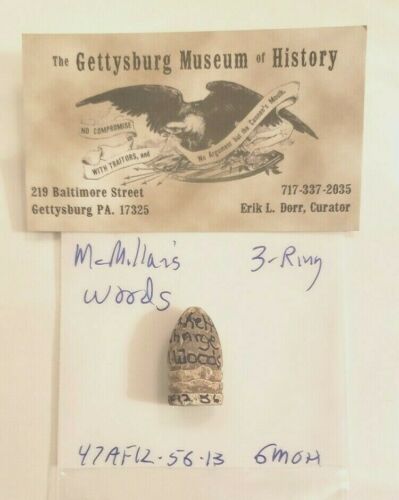 The Gettysburg Museum of History
NO COMPROMISE
WITH TRAITORS, and
No Argument but the Cannon's Mouth.
219 Baltimore Street
Gettysburg PA. 17325
717-337-2035
Erik L. Dorr, Curator
McMillan's
Woods
3-Ring
Charge
Woods
56
47AF12-56-13
GMOH